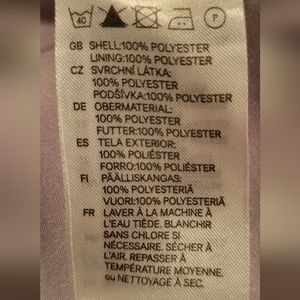 40 P
GB SHELL:100% POLYESTER
LINING:100% POLYESTER
CZ SVRCHNÍ LÁTKA:
100% POLYESTER
PODŠÍVKA:100% POLYESTER
DE OBERMATERIAL:
100% POLYESTER
FUTTER:100% POLYESTER
ES TELA EXTERIOR:
100% POLIÉSTER
FORRO:100% POLIÉSTER
FI PÄÄLLISKANGAS:
100% POLYESTERIÄ
VUORI:100% POLYESTERIÄ
FR LAVER À LA MACHINE À
L'EAU TIÈDE. BLANCHIR
SANS CHLORE SI
NÉCESSAIRE. SÉCHER À
L'AIR. REPASSER À
TEMPÉRATURE MOYENNE.
ou NETTOYAGE À SEC.